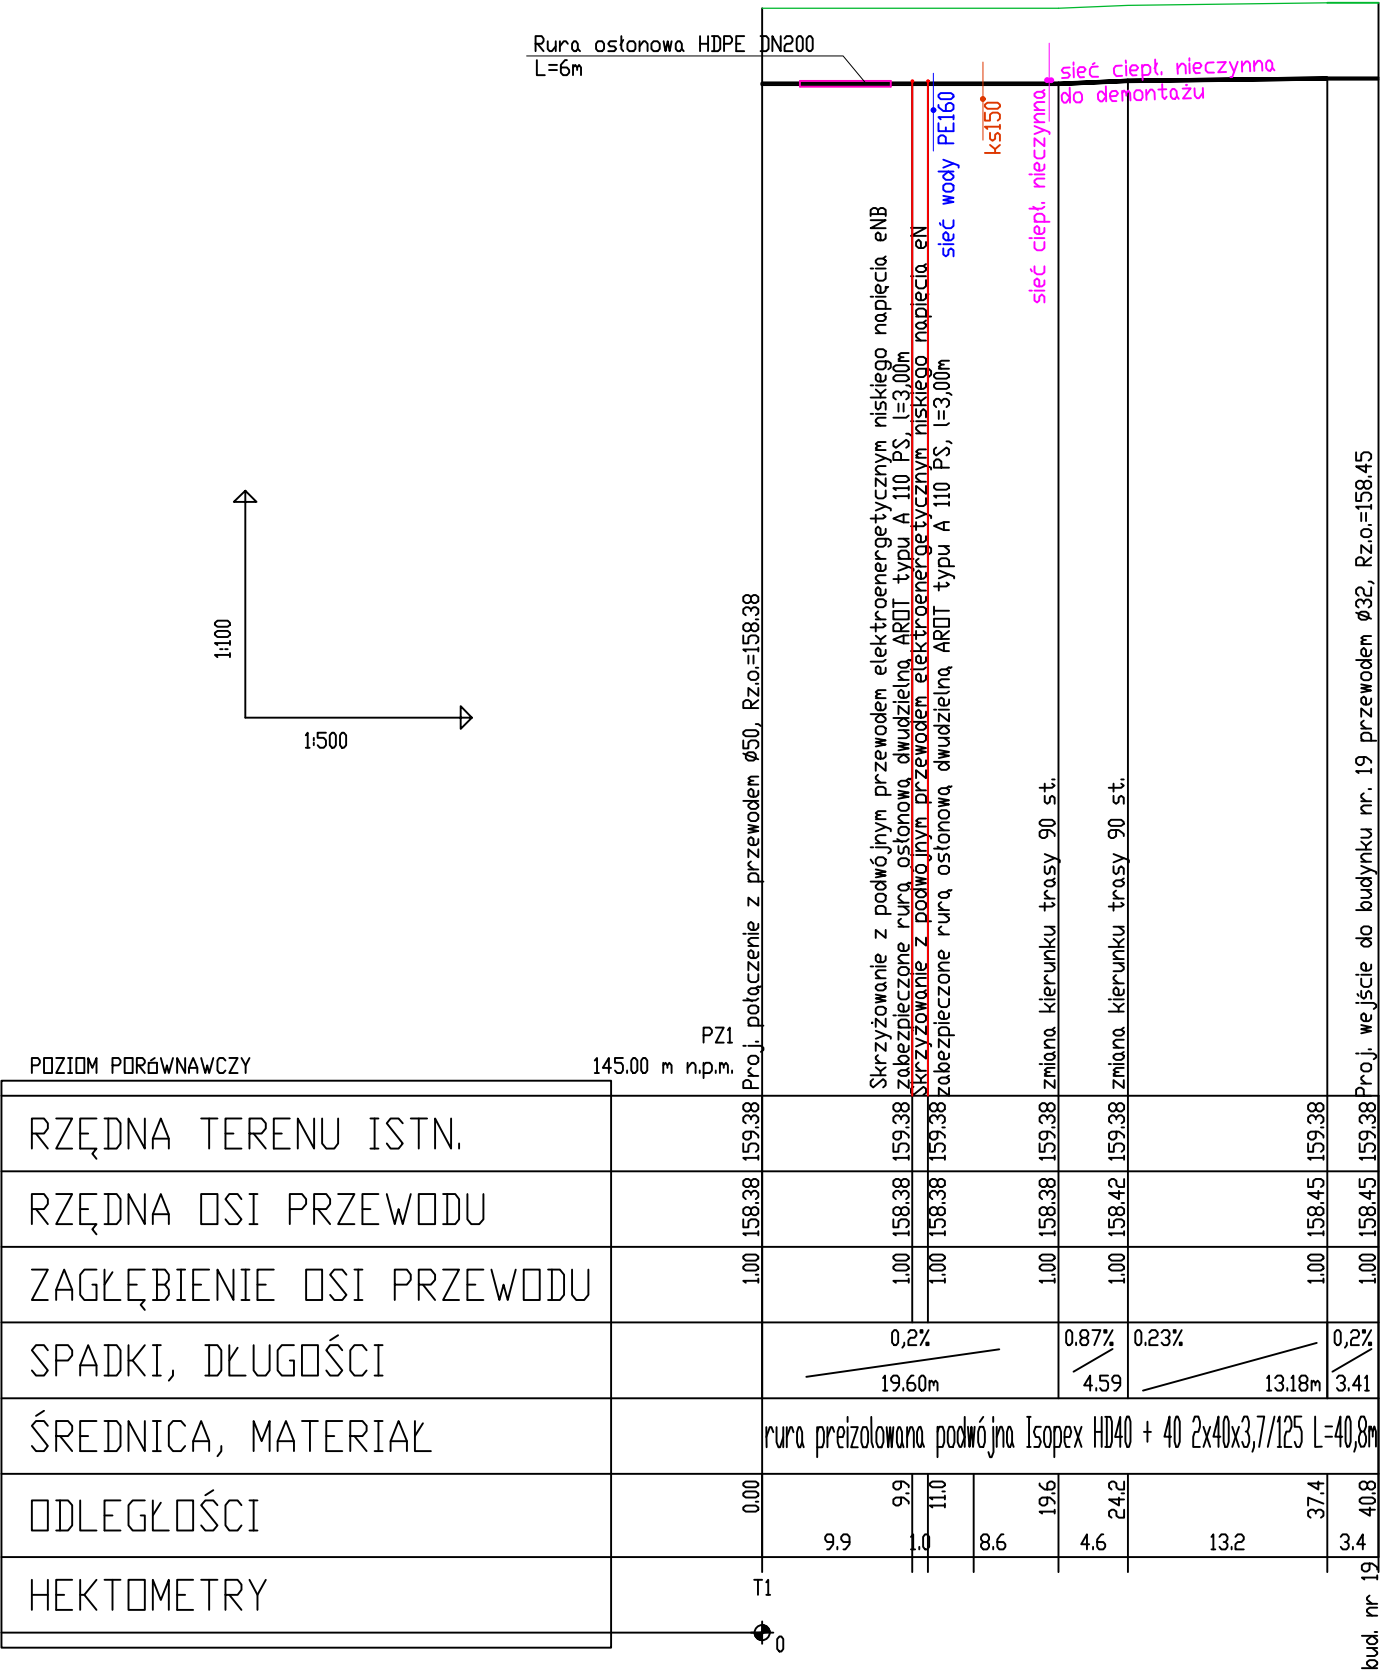 Rura osłonowa HDPE DN200
L=6m
sieć ciepł. nieczynna
do demontażu
sieć wody PE160
ks150
sieć ciepł. nieczynna
1:100
1:500
Proj. połączenie z przewodem ø50, Rz.o.=158.38
Skrzyżowanie z podwójnym przewodem elektroenergetycznym niskiego napięcia eNB
zabezpieczone rurą osłonową dwudzielną AROT typu A 110 PS, l=3,00m
Skrzyżowanie z podwójnym przewodem elektroenergetycznym niskiego napięcia eN
zabezpieczone rurą osłonową dwudzielną AROT typu A 110 PS, l=3,00m
zmiana kierunku trasy 90 st.
zmiana kierunku trasy 90 st.
Proj. wejście do budynku nr. 19 przewodem ø32, Rz.o.=158.45
PZ1
POZIOM PORóWNAWCZY 145.00 m n.p.m.
RZĘDNA TERENU ISTN. 159.38 159.38 159.38 159.38 159.38 159.38 159.38
RZĘDNA OSI PRZEWODU 158.38 158.38 158.38 158.38 158.42 158.45 158.45
ZAGŁĘBIENIE OSI PRZEWODU 1.00 1.00 1.00 1.00 1.00 1.00 1.00
SPADKI, DŁUGOŚCI
0,2% 0.87% 0.23% 0,2%
19.60m 4.59 13.18m 3.41
ŚREDNICA, MATERIAŁ rura preizolowana podwójna Isopex HD40 + 40 2x40x3,7/125 L=40,8m
ODLEGŁOŚCI
0.00 9.9 11.0 19.6 24.2 37.4 40.8
9.9 1.0 8.6 4.6 13.2 3.4
HEKTOMETRY
T1
0
bud. nr 19